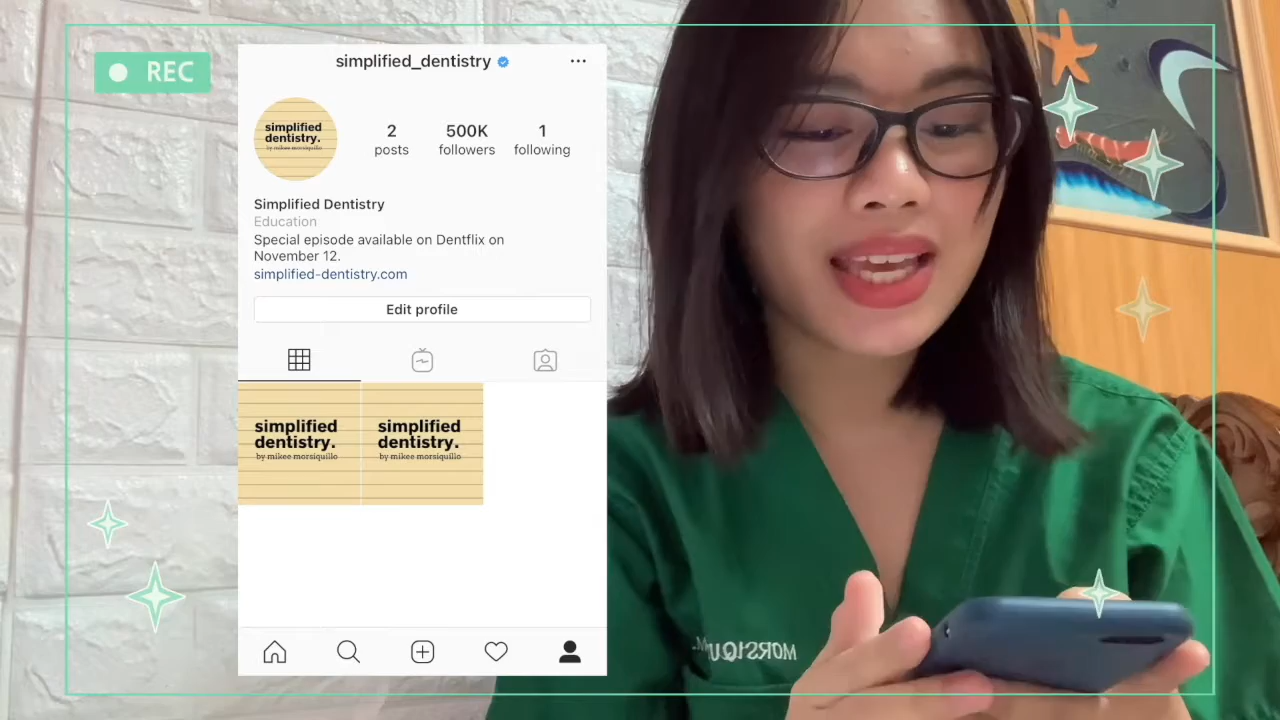 REC
simplified_dentistry
simplified
dentistry.
by mikee morsiquillo
2
posts
500K
followers
1
following
Simplified Dentistry
Education
Special episode available on Dentflix on
November 12.
simplified-dentistry.com
Edit profile
simplified
dentistry.
by mikee morsiquillo
simplified
dentistry.
by mikee morsiquillo